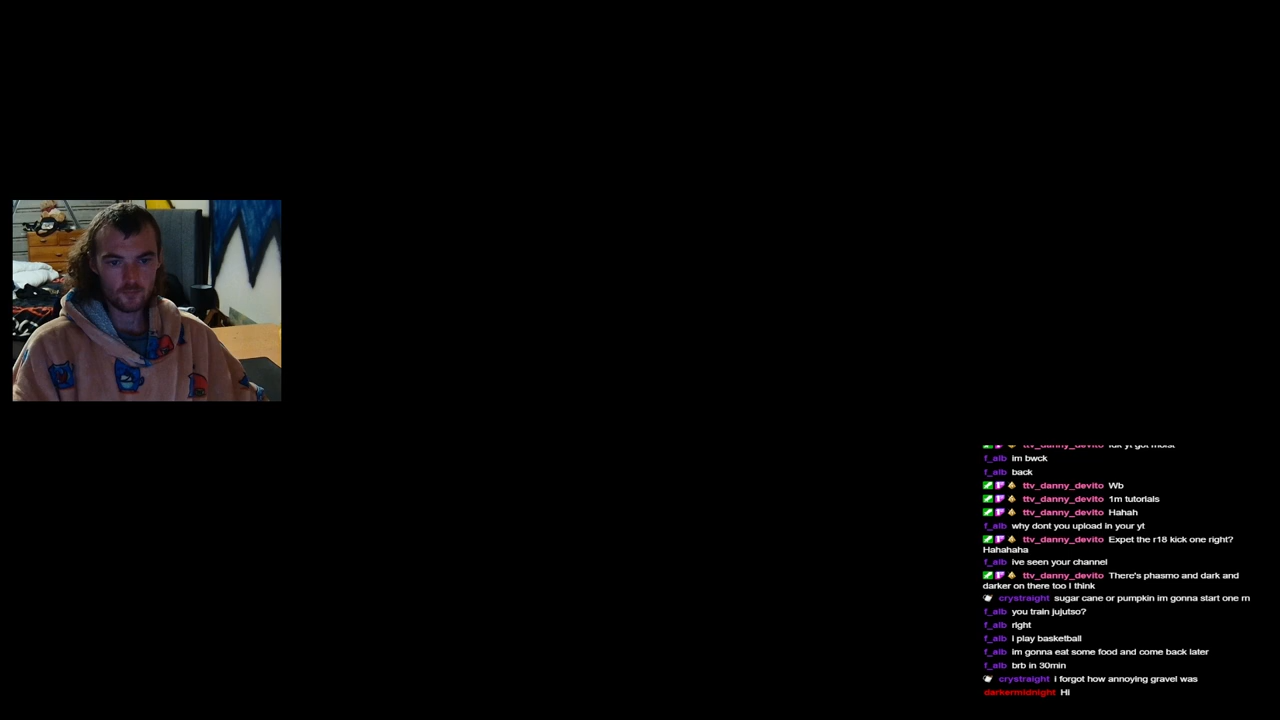 f_alb im bwck
f_alb back
ttv_danny_devito Wb
ttv_danny_devito 1m tutorials
ttv_danny_devito Hahah
f_alb why dont you upload in your yt
ttv_danny_devito Expet the r18 kick one right?
Hahahaha
f_alb ive seen your channel
ttv_danny_devito There's phasmo and dark and
darker on there too I think
crystraight sugar cane or pumpkin im gonna start one rn
f_alb you train jujutso?
f_alb right
f_alb i play basketball
f_alb im gonna eat some food and come back later
f_alb brb in 30min
crystraight I forgot how annoying gravel was
darkermidnight Hi